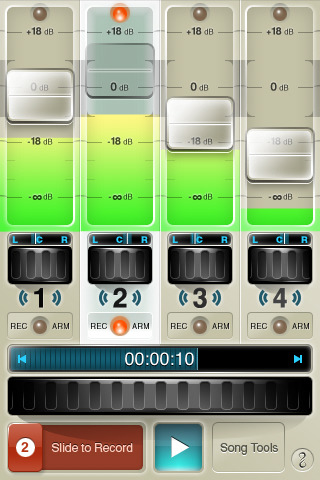 +18 dB +18 dB +18 dB +18 dB
0 dB 0 dB 0 dB 0 dB
-18 dB -18 dB -18 dB -18 dB
-∞ dB -∞ dB -∞ dB -∞ dB
L C R L C R L C R L C R
1 2 3 4
REC ARM REC ARM REC ARM REC ARM
00:00:10
2 Slide to Record Song Tools